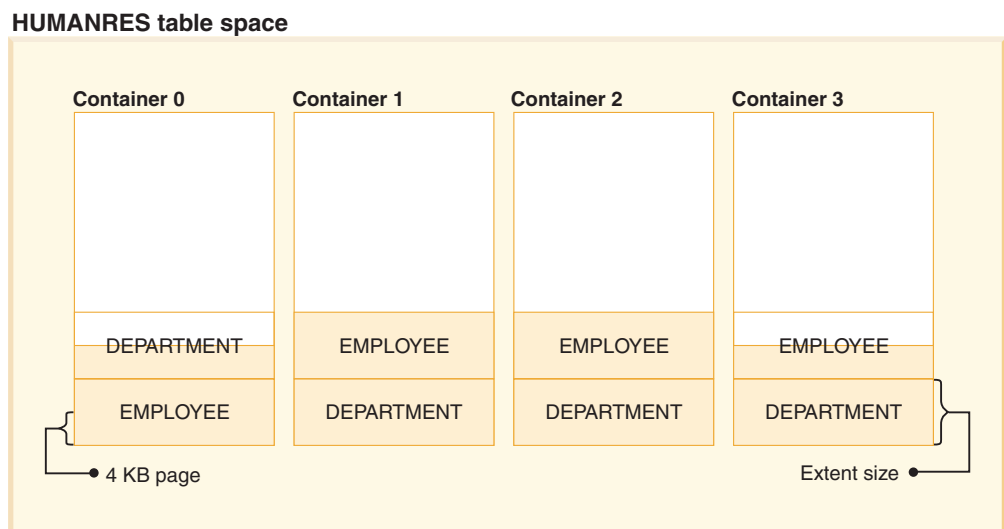 HUMANRES table space
Container 0 Container 1 Container 2 Container 3
DEPARTMENT EMPLOYEE EMPLOYEE EMPLOYEE
EMPLOYEE DEPARTMENT DEPARTMENT DEPARTMENT
4 KB page Extent size